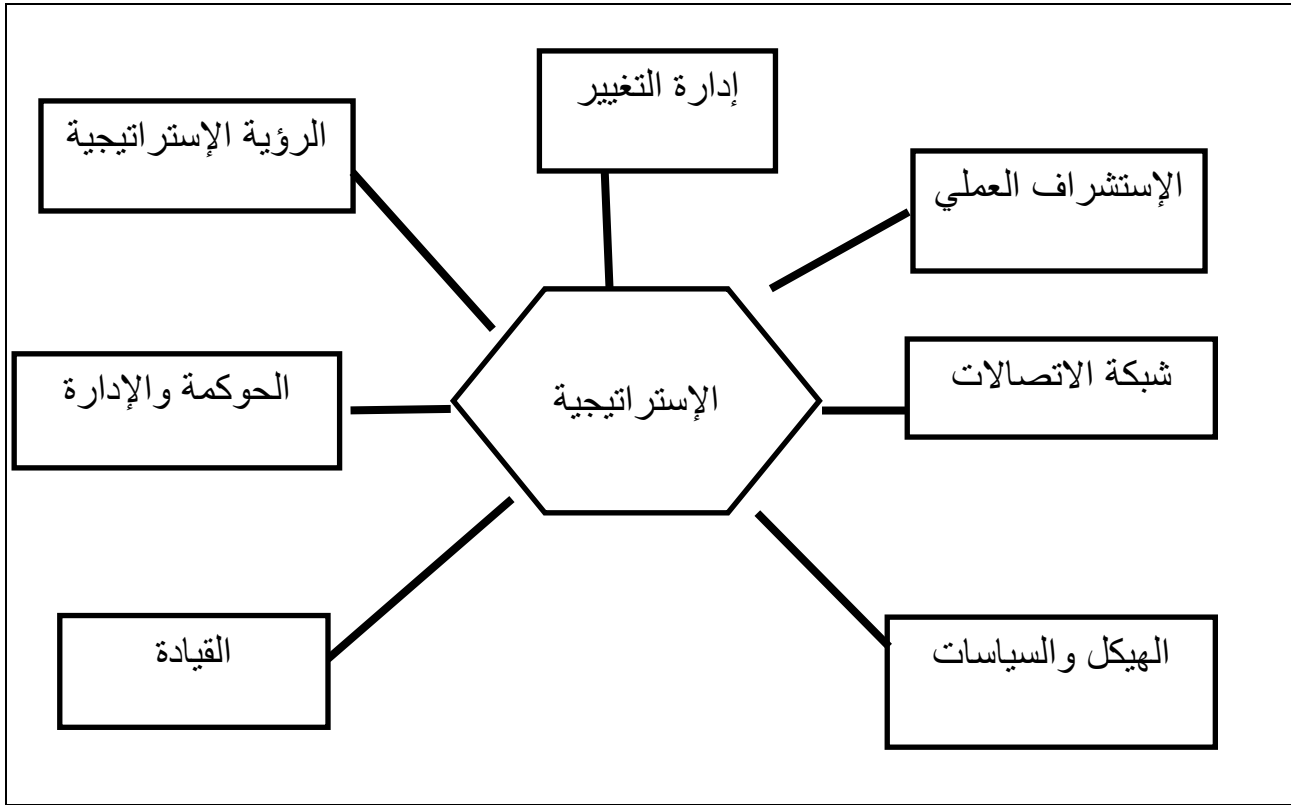 إدارة التغيير
الرؤية الإستراتيجية
الإستشراف العملي
شبكة الاتصالات
الحوكمة والإدارة
الإستراتيجية
الهيكل والسياسات
القيادة